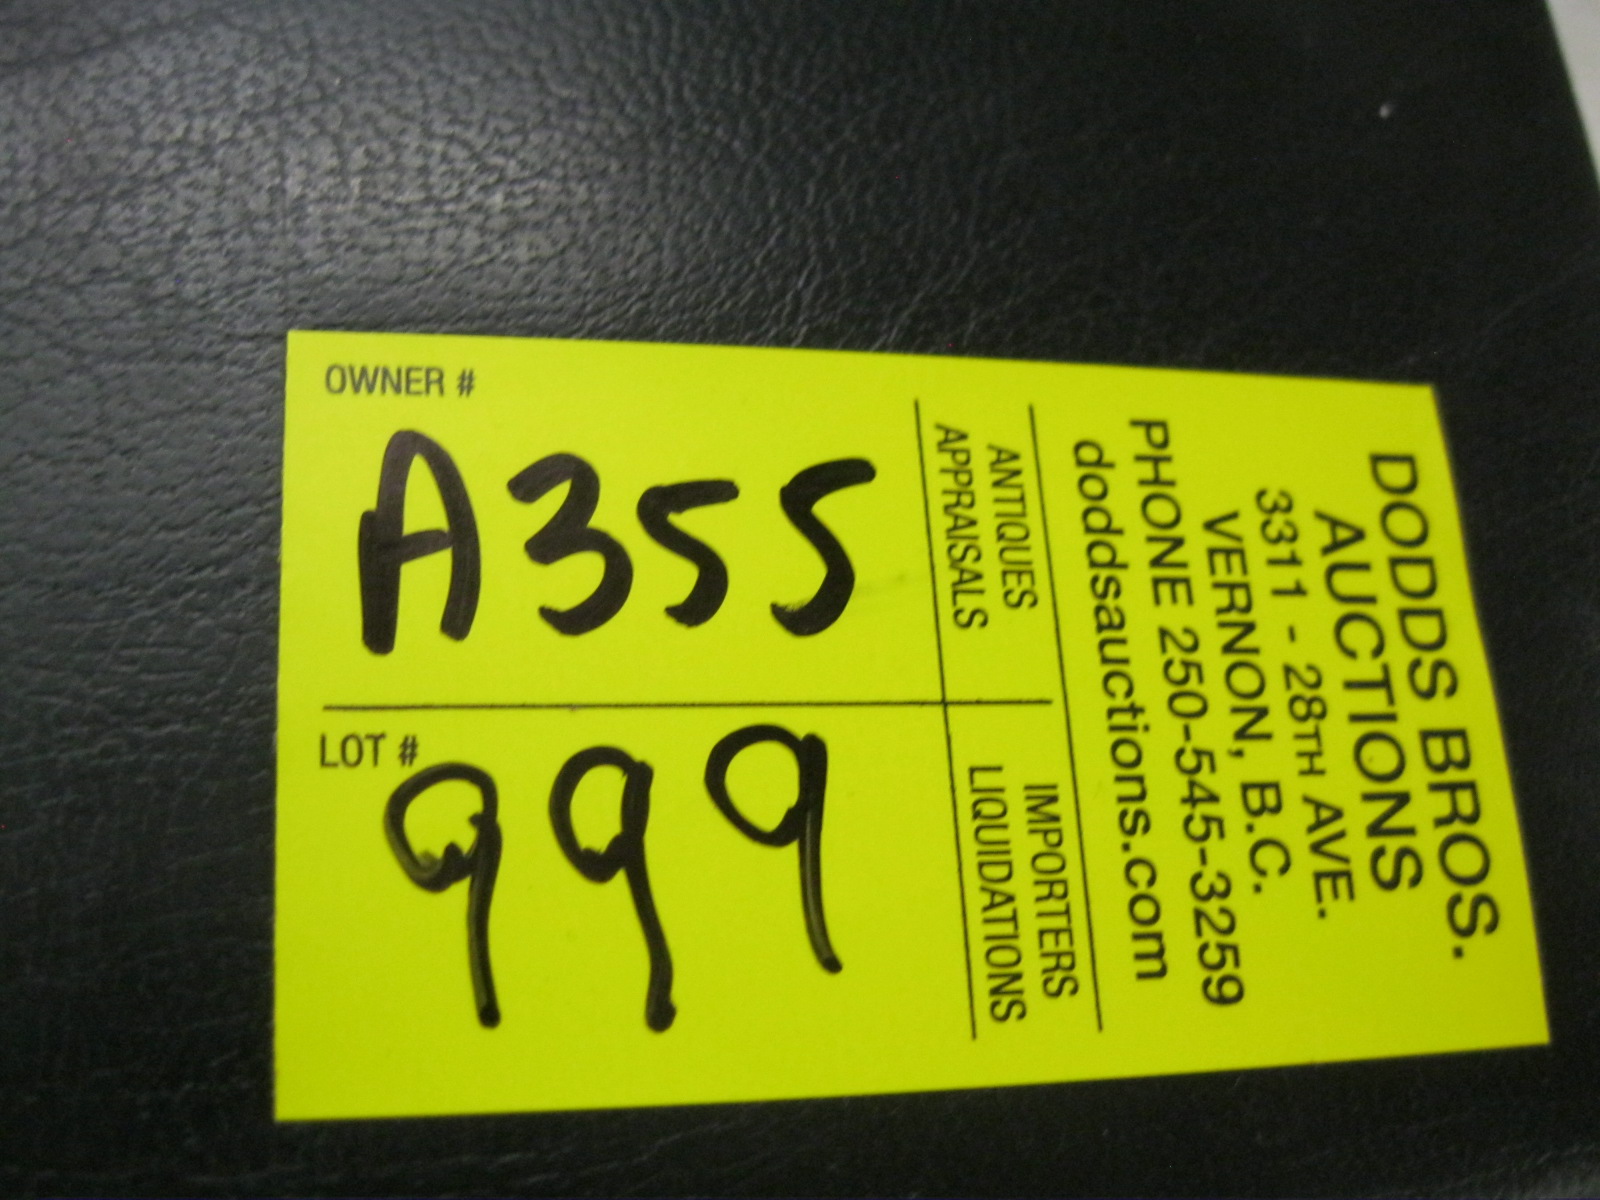 OWNER #
A355
LOT #
999
DODDS BROS.
AUCTIONS
3311 - 28TH AVE.
VERNON, B.C.
PHONE 250-545-3259
doddsauctions.com
ANTIQUES
APPRAISALS
IMPORTERS
LIQUIDATIONS